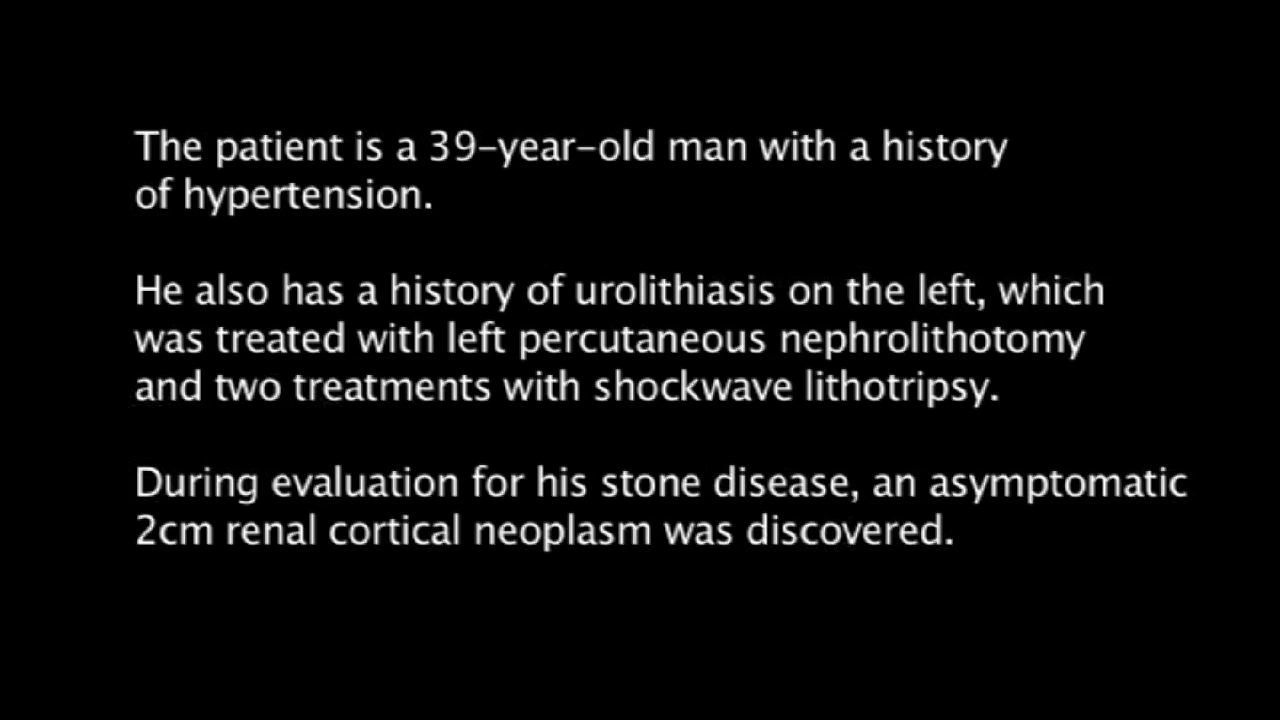 The patient is a 39-year-old man with a history
of hypertension.
He also has a history of urolithiasis on the left, which
was treated with left percutaneous nephrolithotomy
and two treatments with shockwave lithotripsy.
During evaluation for his stone disease, an asymptomatic
2cm renal cortical neoplasm was discovered.